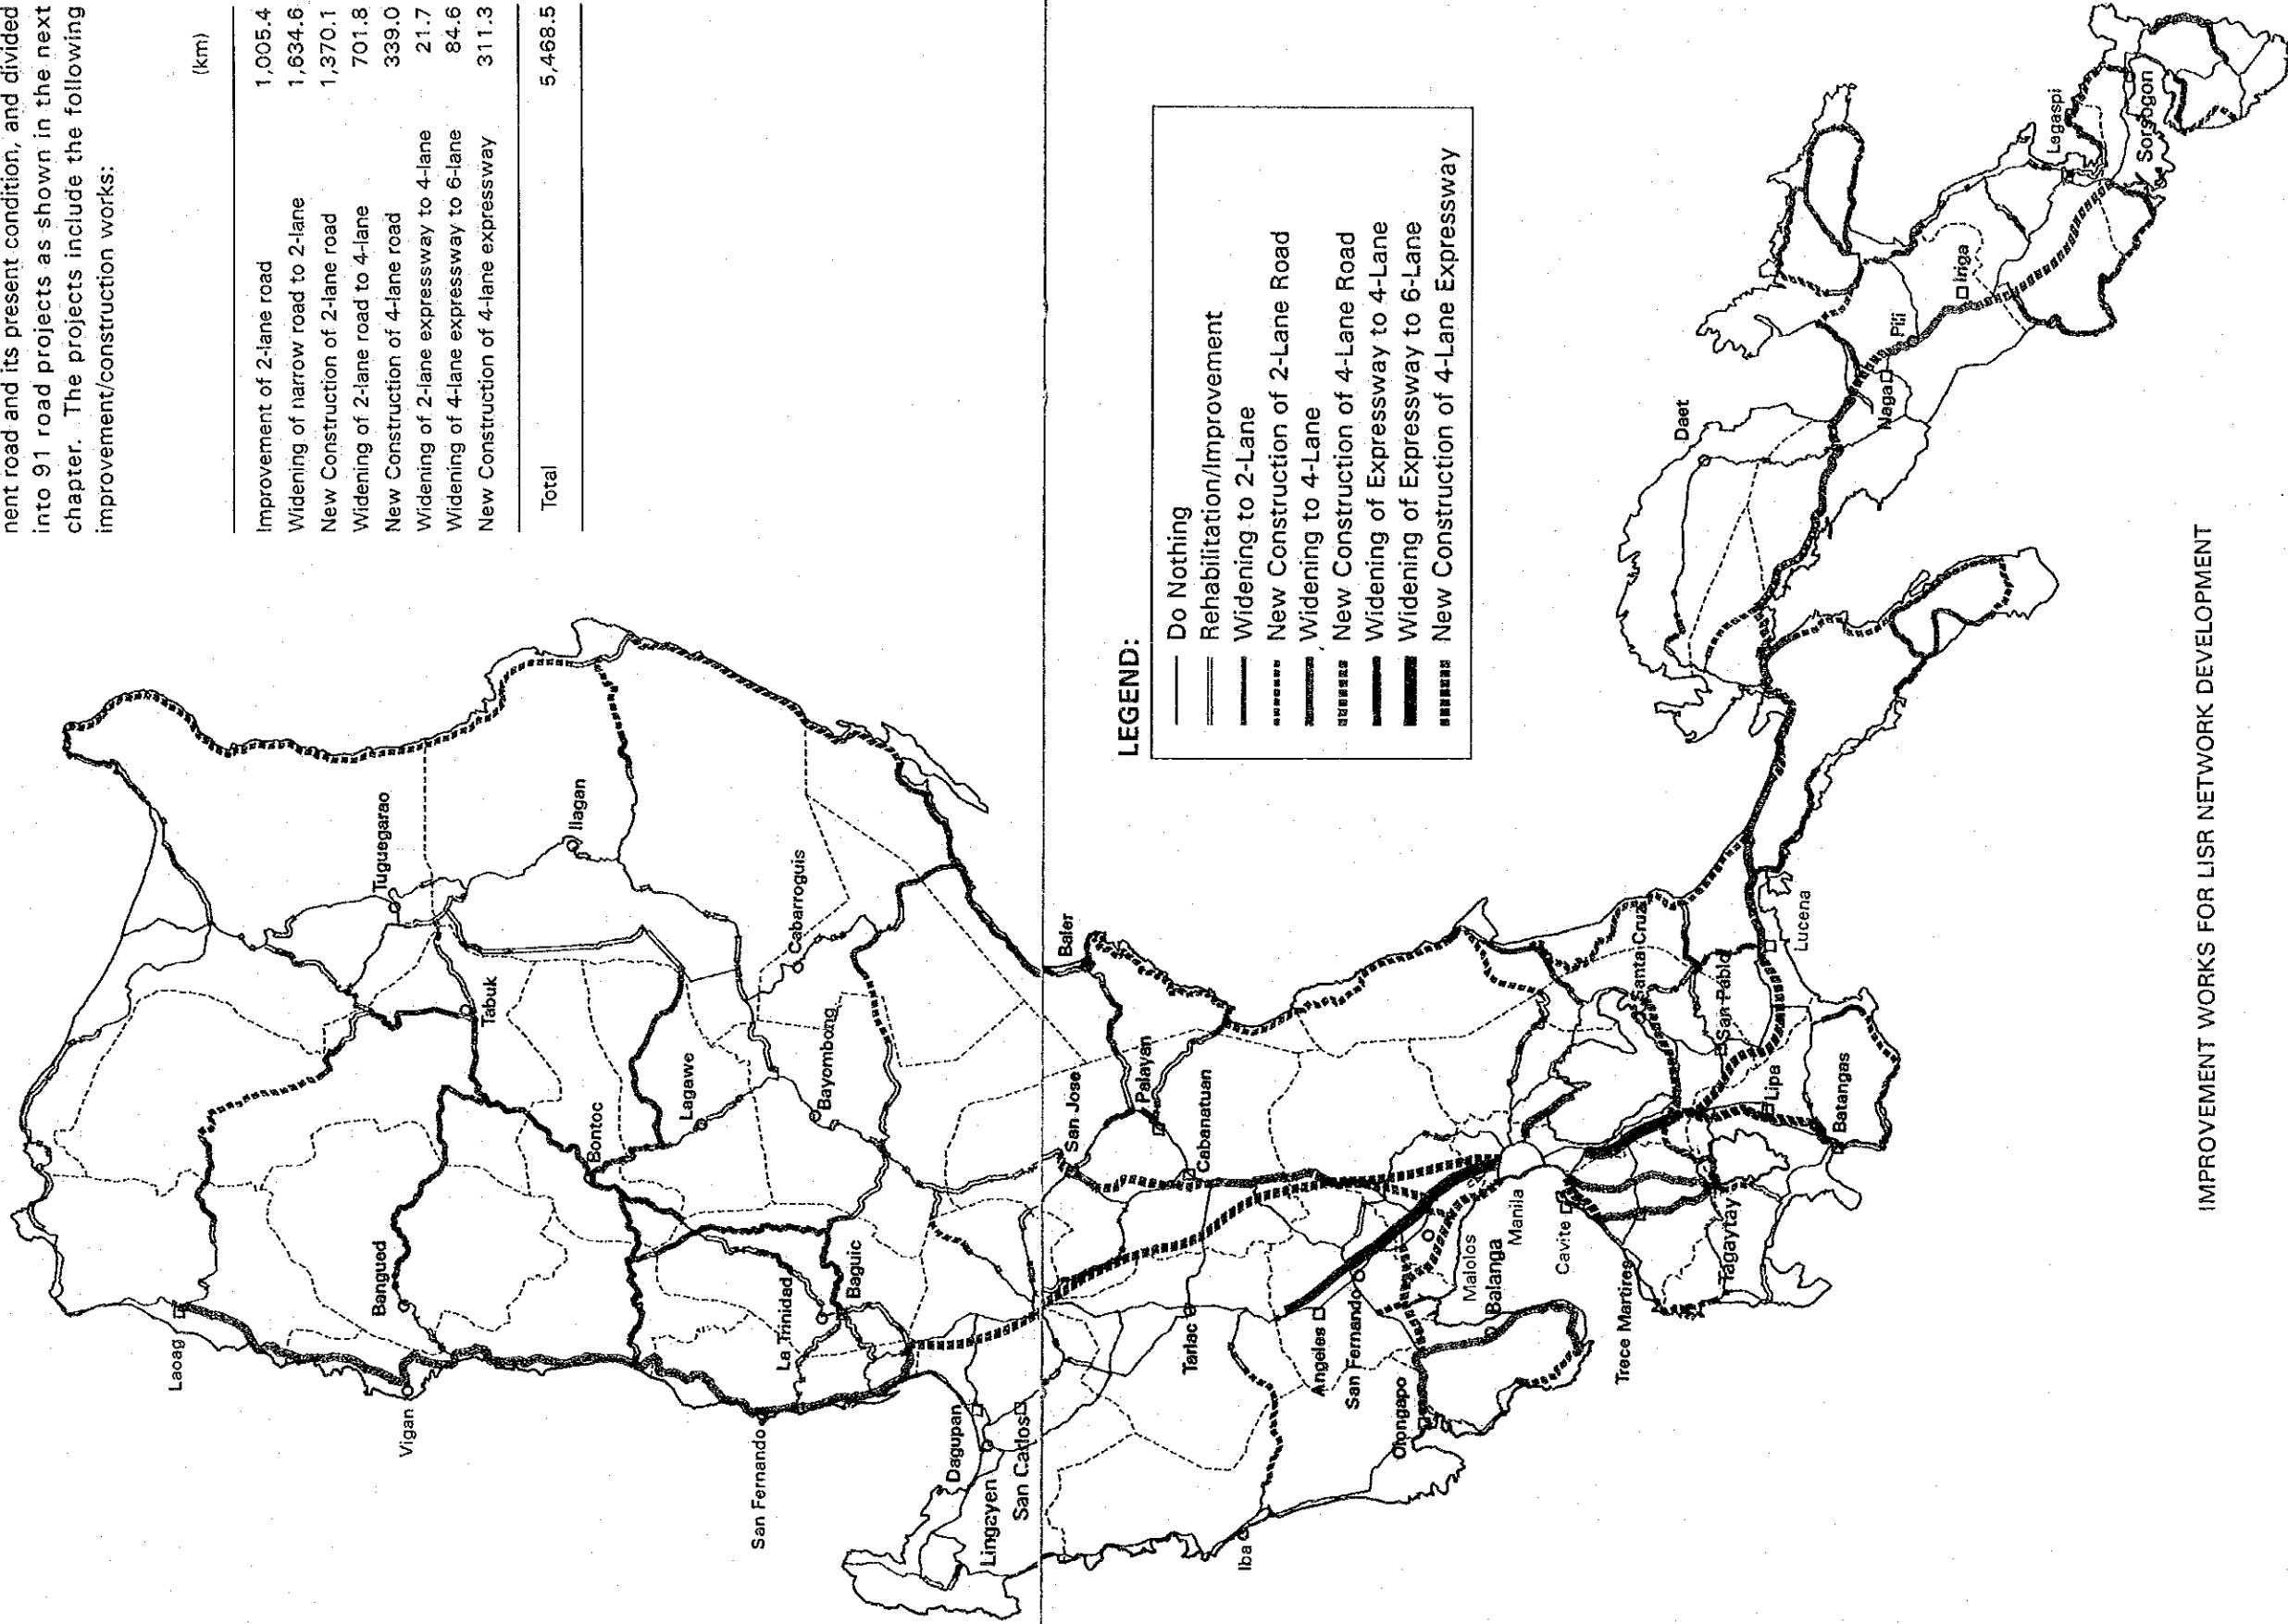 nent road and its present condition, and divided
into 91 road projects as shown in the next
chapter. The projects include the following
improvement/construction works:
(km)
Improvement of 2-lane road 1,005.4
Widening of narrow road to 2-lane 1,634.6
New Construction of 2-lane road 1,370.1
Widening of 2-lane road to 4-lane 701.8
New Construction of 4-lane road 339.0
Widening of 2-lane expressway to 4-lane 21.7
Widening of 4-lane expressway to 6-lane 84.6
New Construction of 4-lane expressway 311.3
Total 5,468.5
LEGEND:
Do Nothing
Rehabilitation/Improvement
Widening to 2-Lane
New Construction of 2-Lane Road
Widening to 4-Lane
New Construction of 4-Lane Road
Widening of Expressway to 4-Lane
Widening of Expressway to 6-Lane
New Construction of 4-Lane Expressway
Laoag
Vigan
Bangued
Tuguegarao
Tabuk
Ilagan
Bontoc
Lagawe
Cabarroguis
Bayombong
San Fernando
La Trinidad
Baguic
Dagupan
Lingayen
San Carlos
San Jose
Baler
Palayan
Cabanatuan
Tarlac
Iba
Angeles
San Fernando
Olongapo
Malolos
Balanga
Manila
Cavite
Trece Martires
Tagaytay
Santa Cruz
San Pablo
Lipa
Batangas
Lucena
Daet
Naga
Pili
Iriga
Legaspi
Sorsogon
IMPROVEMENT WORKS FOR LISR NETWORK DEVELOPMENT